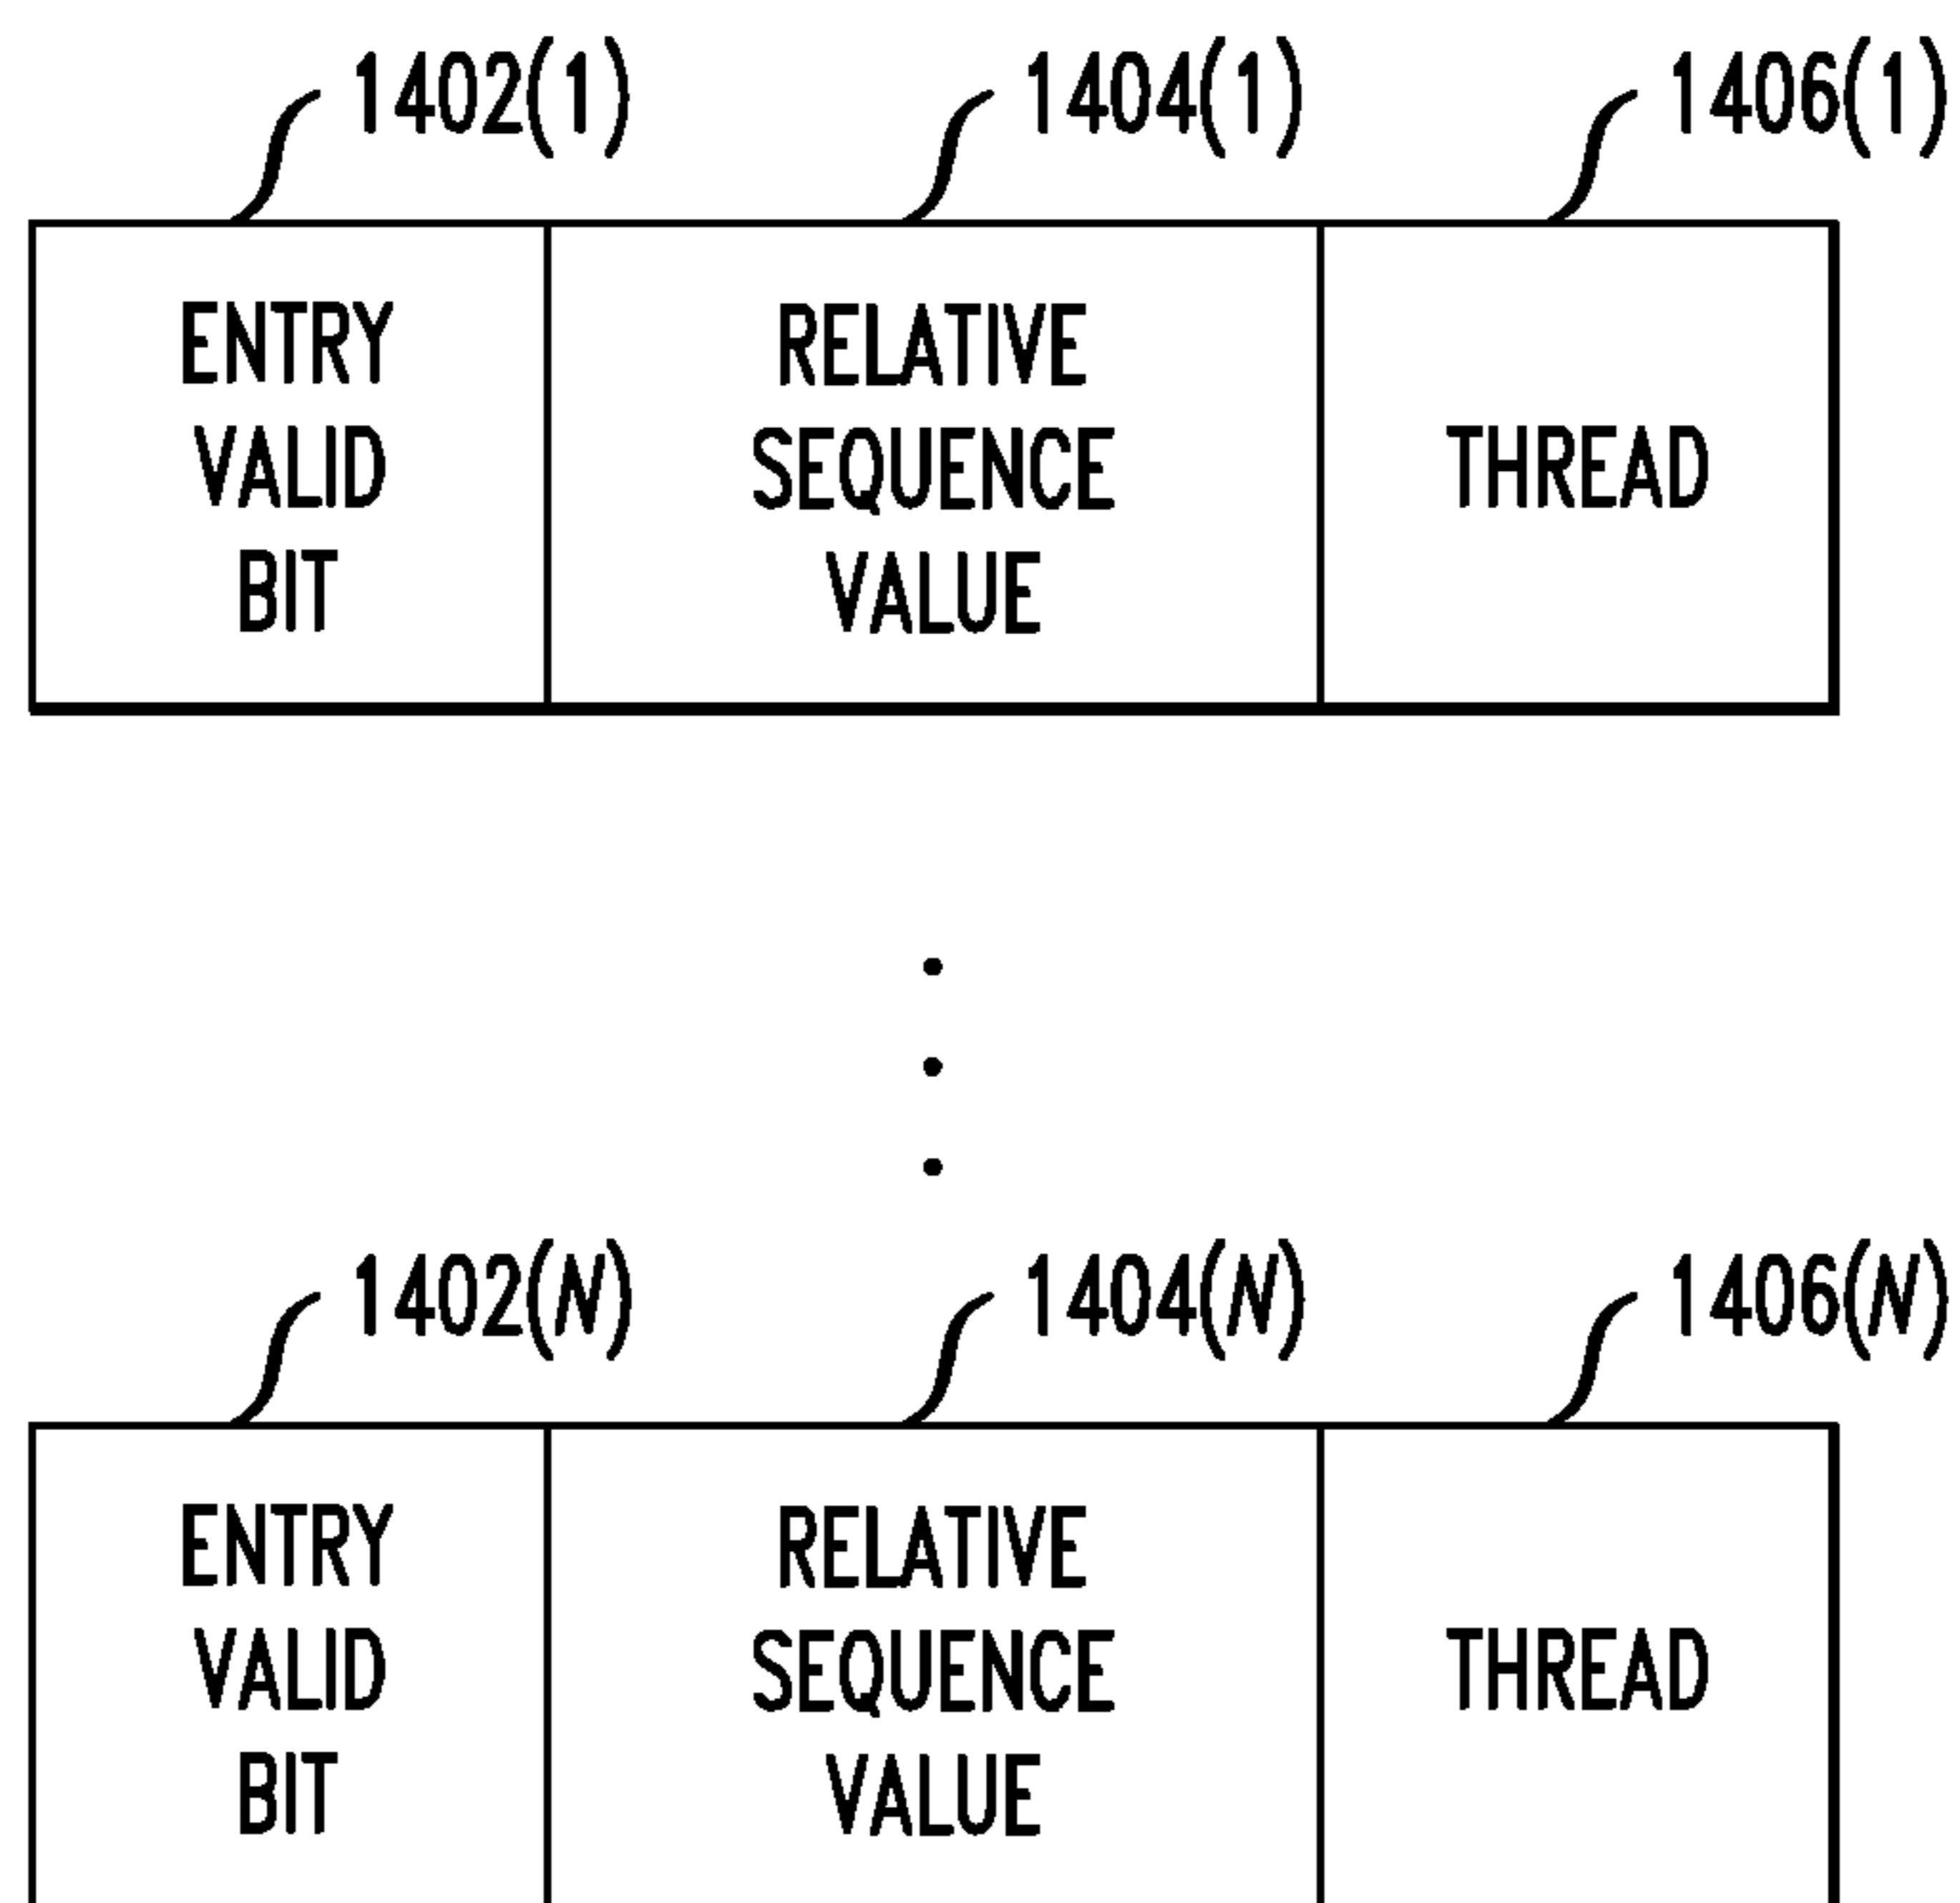 1402(1) 1404(1) 1406(1)
ENTRY
VALID
BIT
RELATIVE
SEQUENCE
VALUE
THREAD
1402(N) 1404(N) 1406(N)
ENTRY
VALID
BIT
RELATIVE
SEQUENCE
VALUE
THREAD